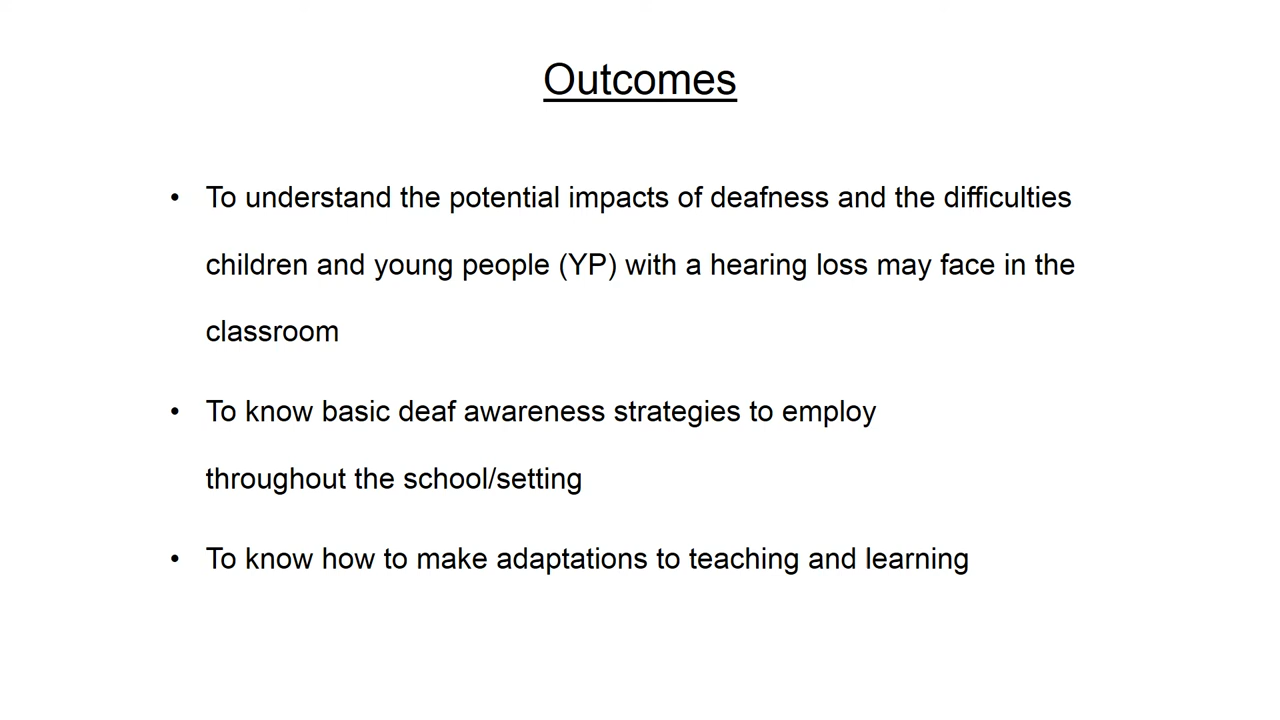 Outcomes
• To understand the potential impacts of deafness and the difficulties
children and young people (YP) with a hearing loss may face in the
classroom
• To know basic deaf awareness strategies to employ
throughout the school/setting
• To know how to make adaptations to teaching and learning